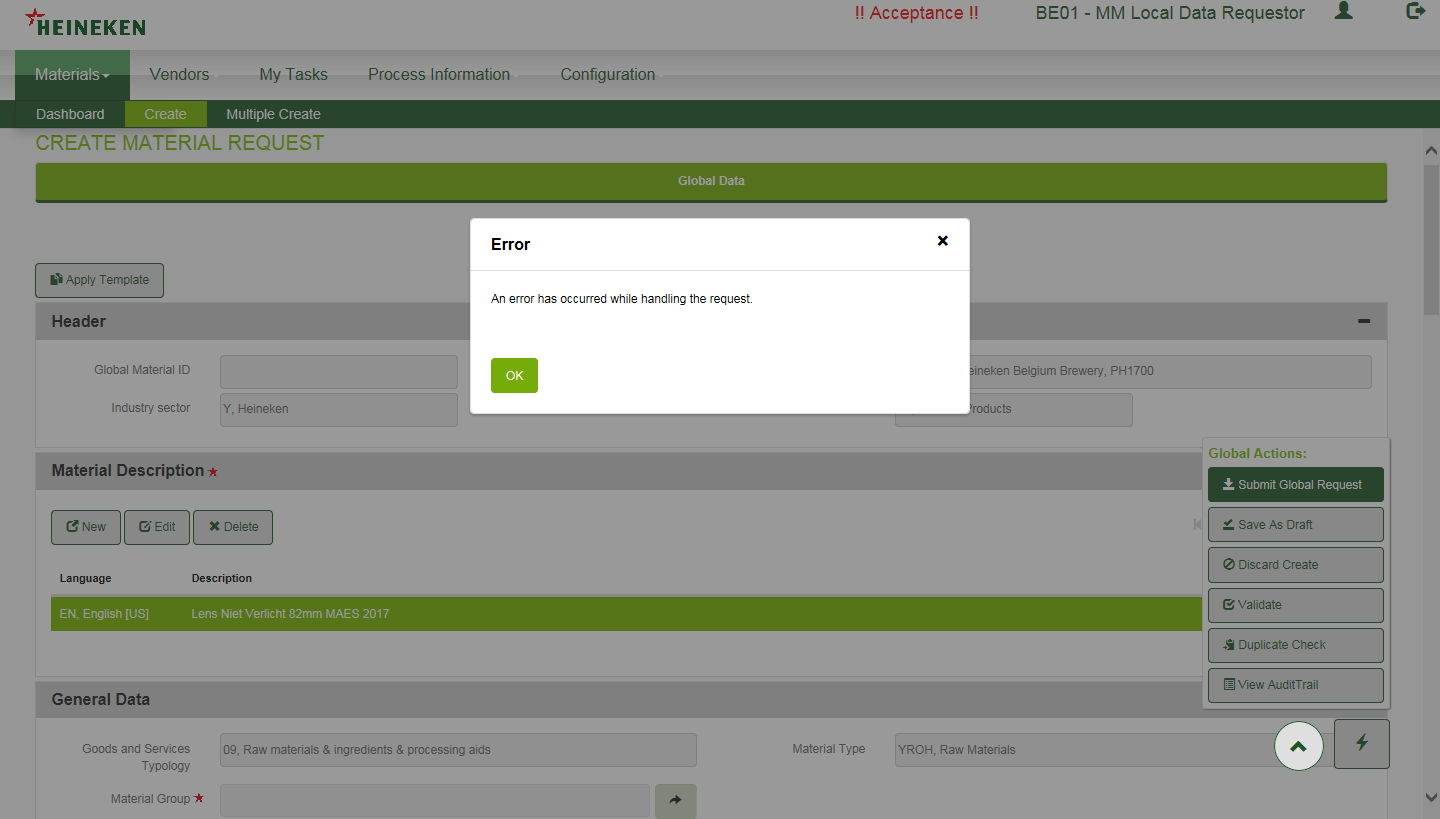 HEINEKEN
!! Acceptance !!
BE01 - MM Local Data Requestor
Materials
Vendors
My Tasks
Process Information
Configuration
Dashboard
Create
Multiple Create
CREATE MATERIAL REQUEST
Global Data
Error
An error has occurred while handling the request.
OK
Apply Template
Header
Global Material ID
Heineken Belgium Brewery, PH1700
Industry sector
Y, Heineken
Products
Material Description
New
Edit
Delete
Language
Description
EN, English [US]
Lens Niet Verlicht 82mm MAES 2017
Global Actions:
Submit Global Request
Save As Draft
Discard Create
Validate
Duplicate Check
View AuditTrail
General Data
Goods and Services
Typology
09, Raw materials & ingredients & processing aids
Material Type
YROH, Raw Materials
Material Group